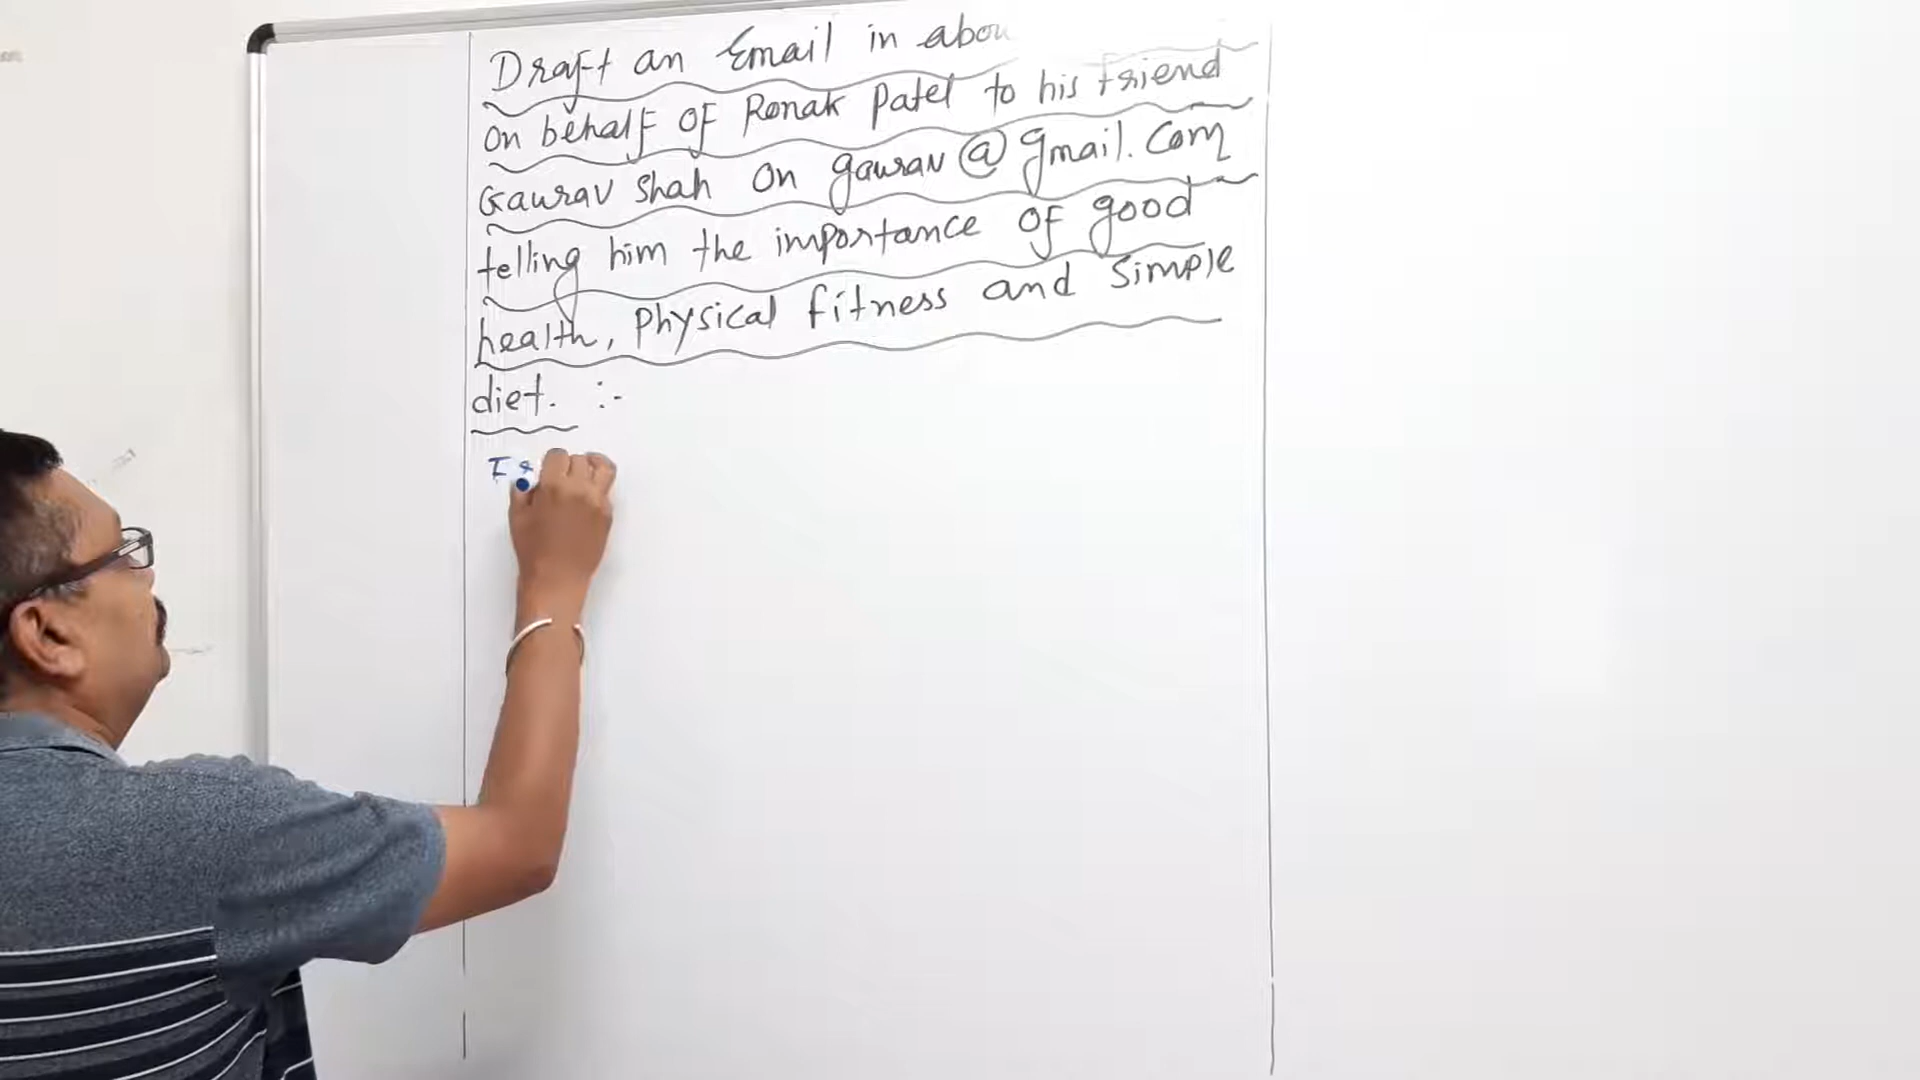 Draft an Email in abou
on behalf of Ronak Patel to his friend
Gaurav Shah on gaurav@gmail.com
telling him the importance of good
health, Physical fitness and Simple
diet. :-